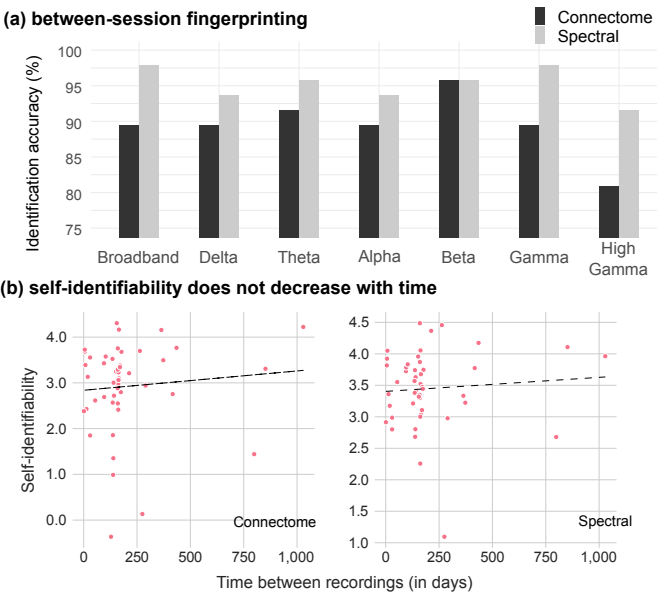 (a) between-session fingerprinting
Connectome
Spectral
Identification accuracy (%)
100
95
90
85
80
75
Broadband
Delta
Theta
Alpha
Beta
Gamma
High
Gamma
(b) self-identifiability does not decrease with time
Self-identifiability
4.0
3.0
2.0
1.0
0.0
Connectome
0
250
500
750
1,000
4.5
4.0
3.5
3.0
2.5
2.0
1.5
1.0
Spectral
0
250
500
750
1,000
Time between recordings (in days)